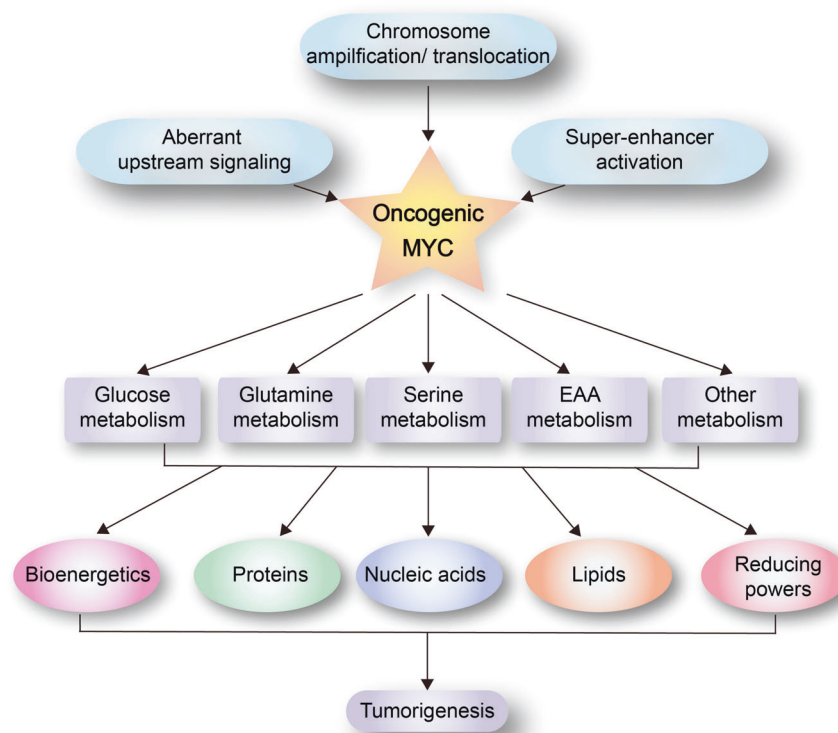 Chromosome
ampilfication/ translocation
Aberrant
upstream signaling
Super-enhancer
activation
Oncogenic
MYC
Glucose
metabolism
Glutamine
metabolism
Serine
metabolism
EAA
metabolism
Other
metabolism
Bioenergetics
Proteins
Nucleic acids
Lipids
Reducing
powers
Tumorigenesis